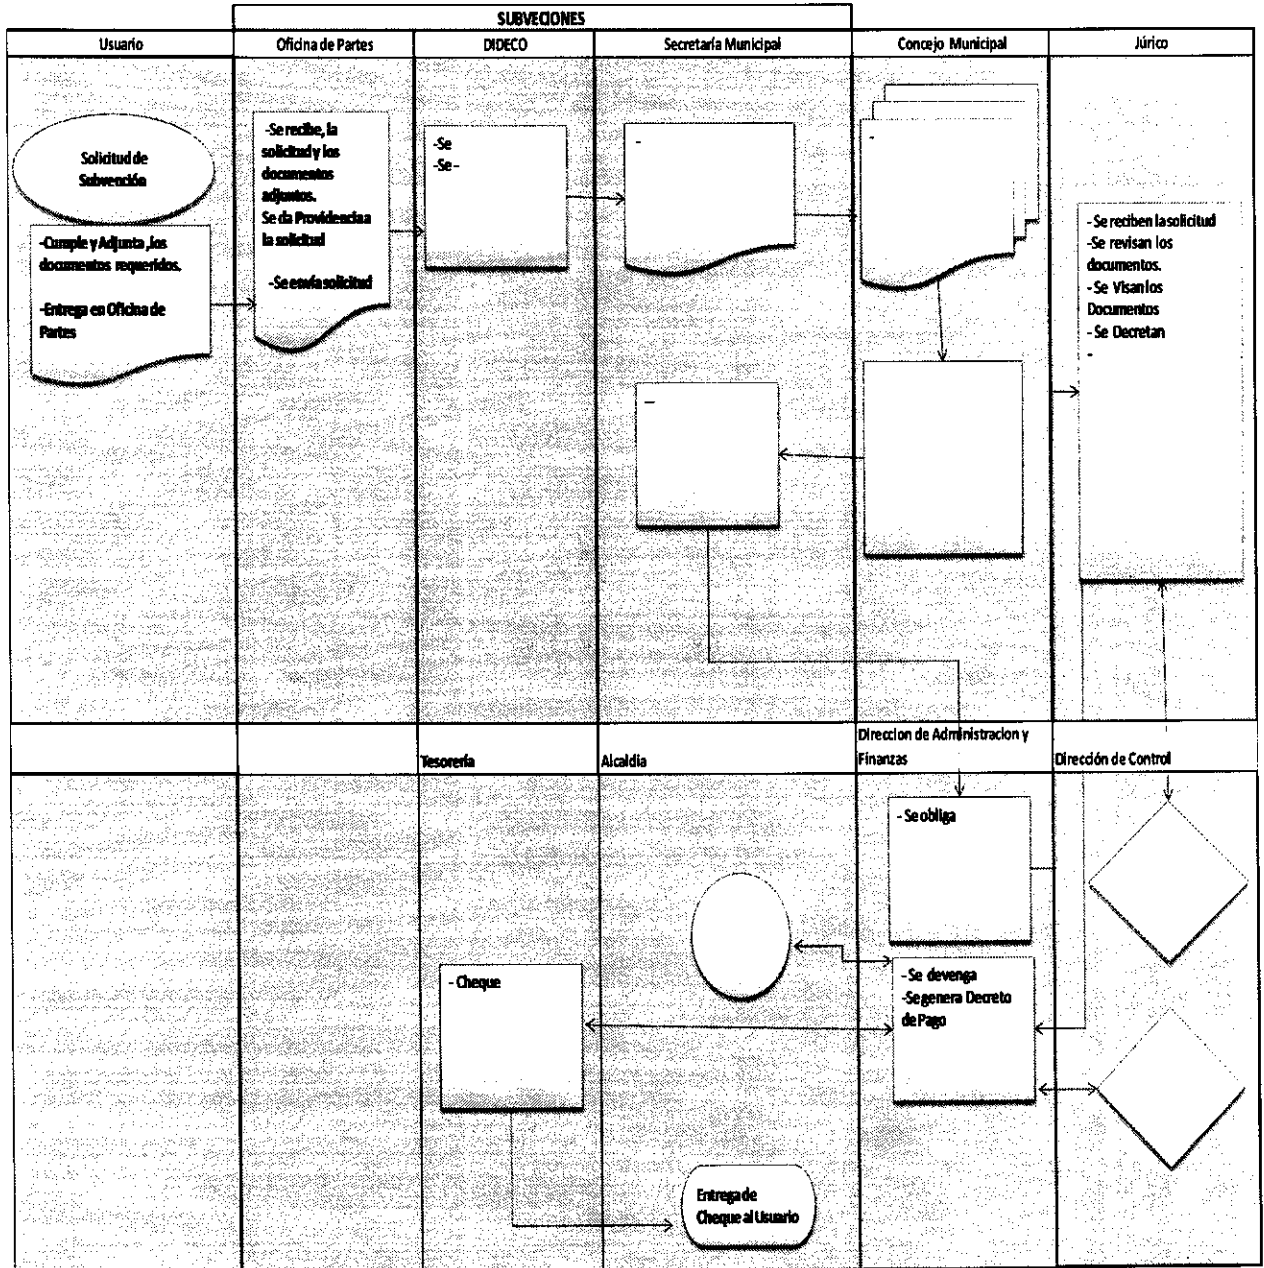 SUBVECIONES
Usuario
Oficina de Partes
DIDECO
Secretaría Municipal
Concejo Municipal
Júrico
Solicitud de
Subvención
-Cumple y Adjunta ,los
documentos requeridos.
-Entrega en Oficina de
Partes
-Se recibe, la
solicitud y los
documentos
adjuntos.
Se da Providencia a
la solicitud
-Se envía solicitud
-Se
-Se -
-
-
- Se reciben la solicitud
-Se revisan los
documentos.
- Se Visan los
Documentos
- Se Decretan
-
—
Tesorería
Alcaldia
Direccion de Administracion y
Finanzas
Dirección de Control
- Se obliga
- Se devenga
-Se genera Decreto
de Pago
- Cheque
Entrega de
Cheque al Usuario